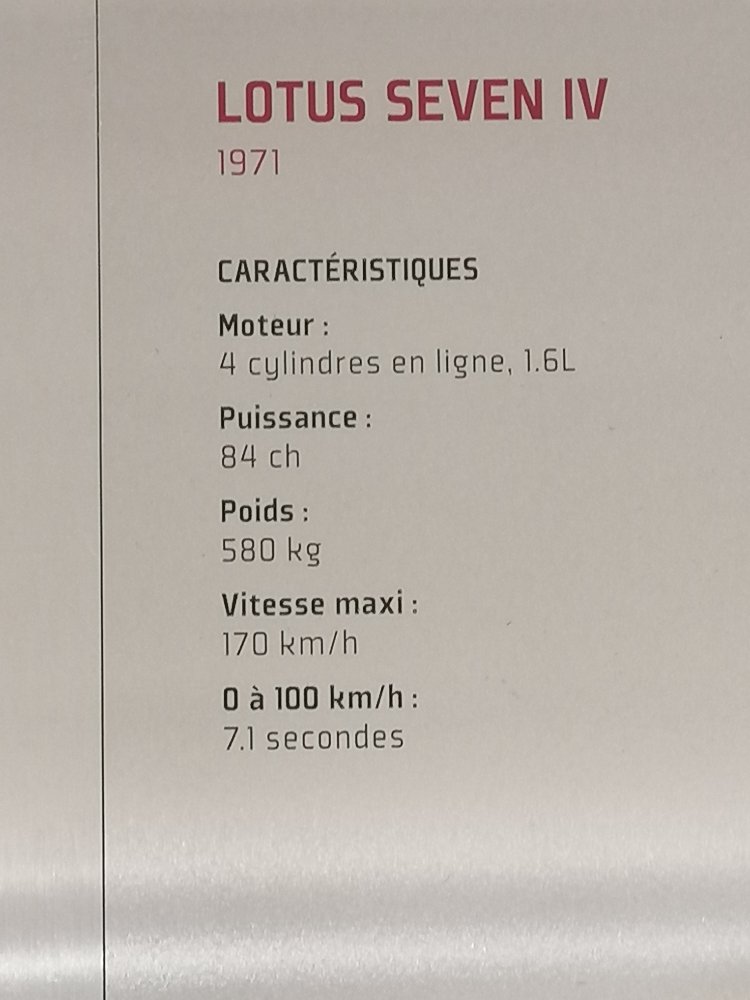 LOTUS SEVEN IV
1971
CARACTÉRISTIQUES
Moteur :
4 cylindres en ligne, 1.6L
Puissance :
84 ch
Poids :
580 kg
Vitesse maxi :
170 km/h
0 à 100 km/h :
7.1 secondes